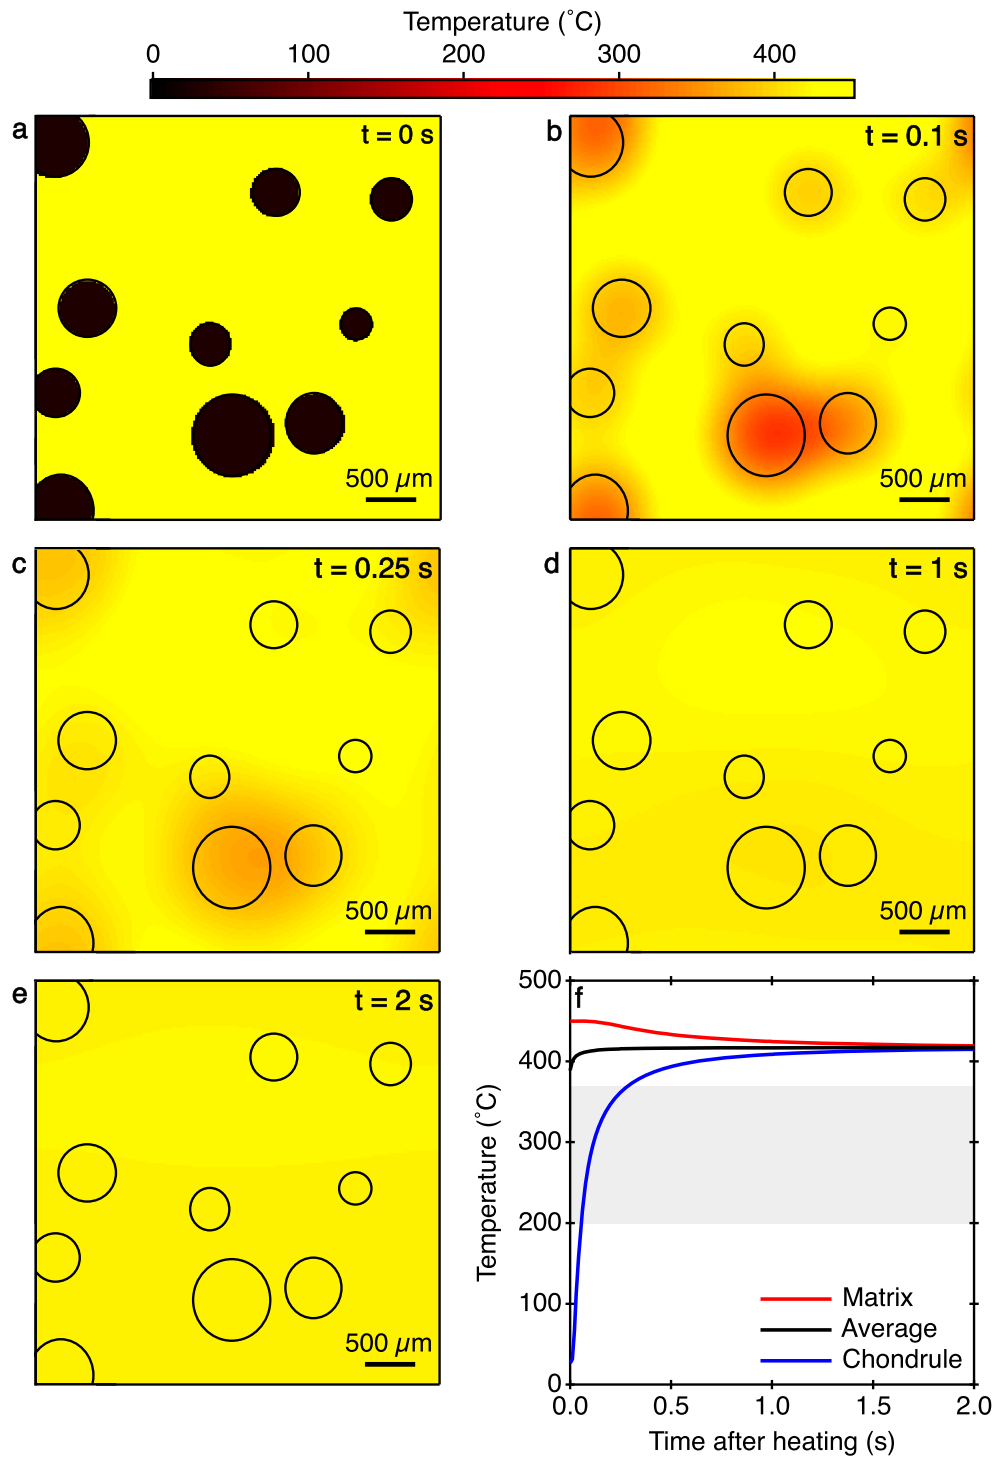 Temperature (˚C)
0 100 200 300 400
a t = 0 s
500 µm
b t = 0.1 s
500 µm
c t = 0.25 s
500 µm
d t = 1 s
500 µm
e t = 2 s
500 µm
f
500
400
300
200
100
0
Temperature (˚C)
Matrix
Average
Chondrule
0.0 0.5 1.0 1.5 2.0
Time after heating (s)